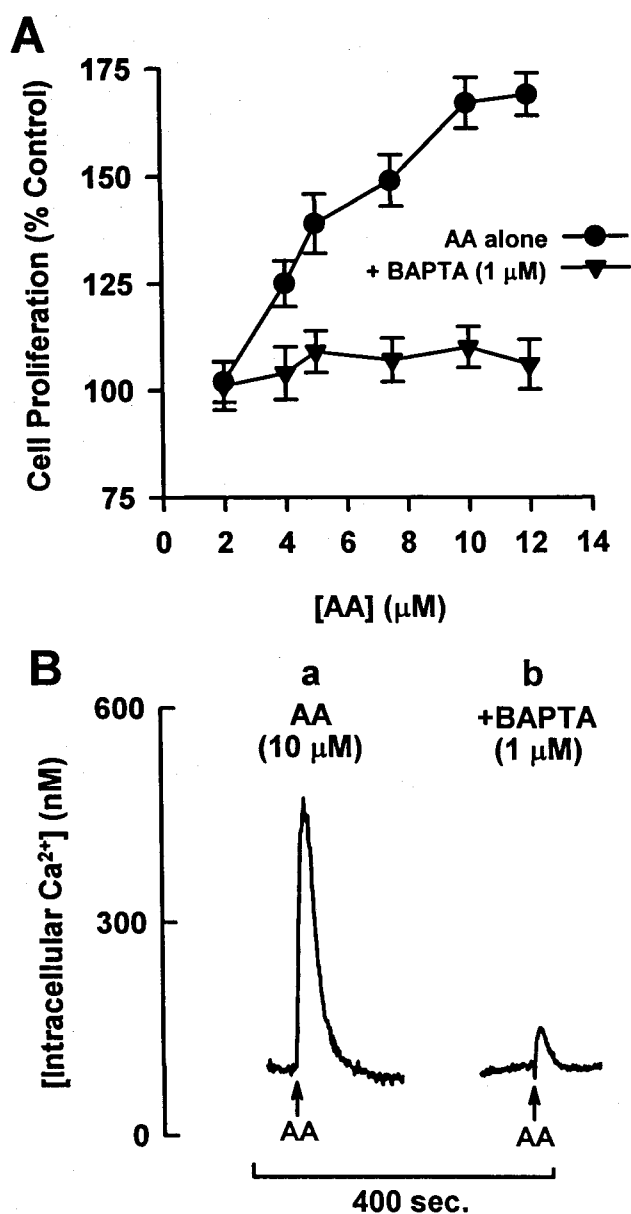 A
175
150
125
100
75
Cell Proliferation (% Control)
AA alone
+ BAPTA (1 µM)
0 2 4 6 8 10 12 14
[AA] (µM)
B
a b
AA +BAPTA
(10 µM) (1 µM)
600
300
0
[Intracellular Ca²⁺] (nM)
AA AA
400 sec.